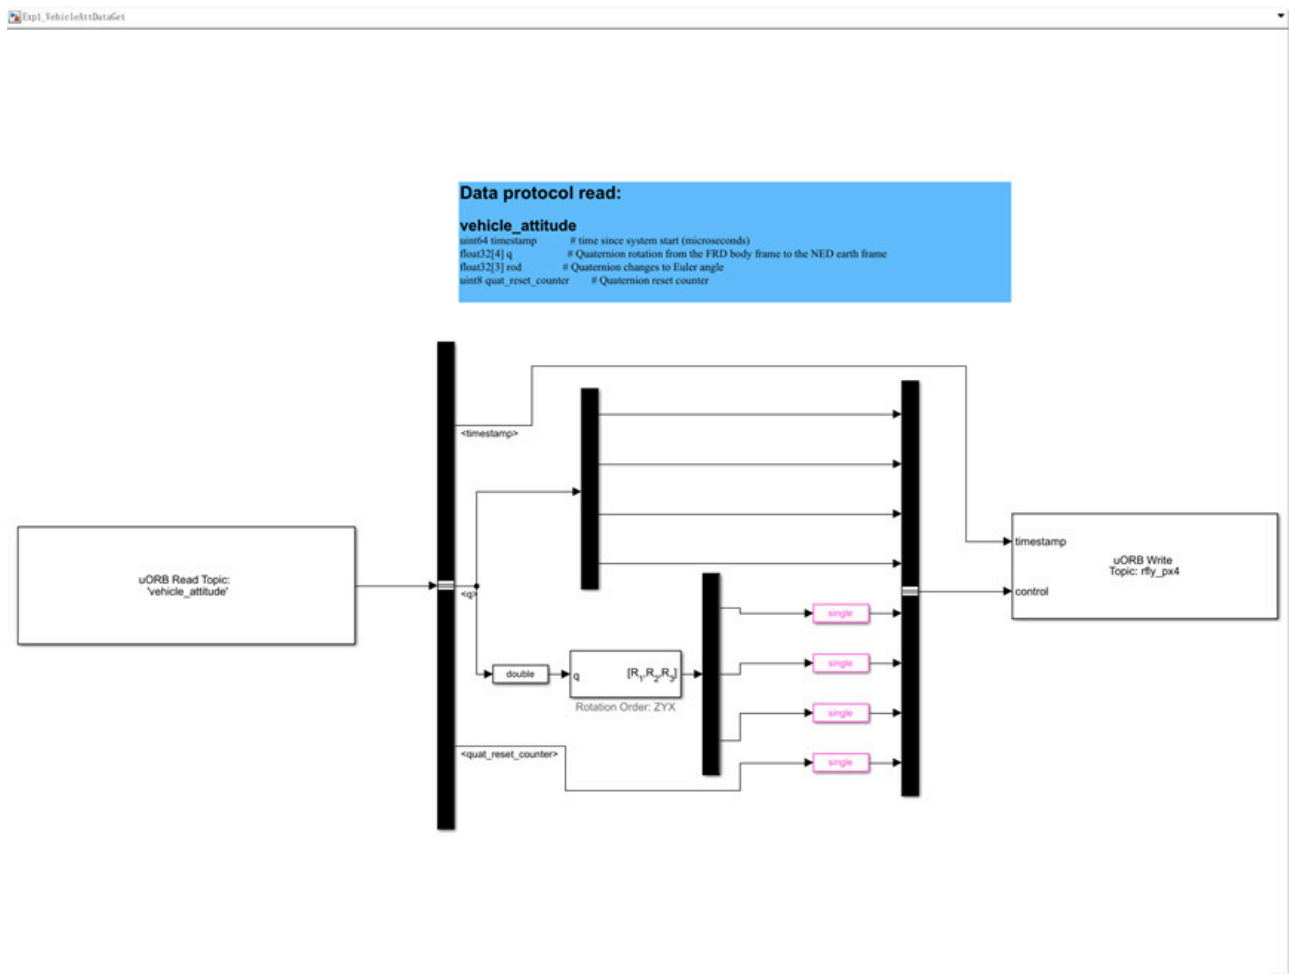 Exp1_VehicleAttDataGet
Data protocol read:
vehicle_attitude
uint64 timestamp # time since system start (microseconds)
float32[4] q # Quaternion rotation from the FRD body frame to the NED earth frame
float32[3] rod # Quaternion changes to Euler angle
uint8 quat_reset_counter # Quaternion reset counter
<timestamp>
uORB Read Topic:
'vehicle_attitude'
<q>
timestamp
control
uORB Write
Topic: rfly_px4
single
single
single
single
double
q
[R1,R2,R3]
Rotation Order: ZYX
<quat_reset_counter>